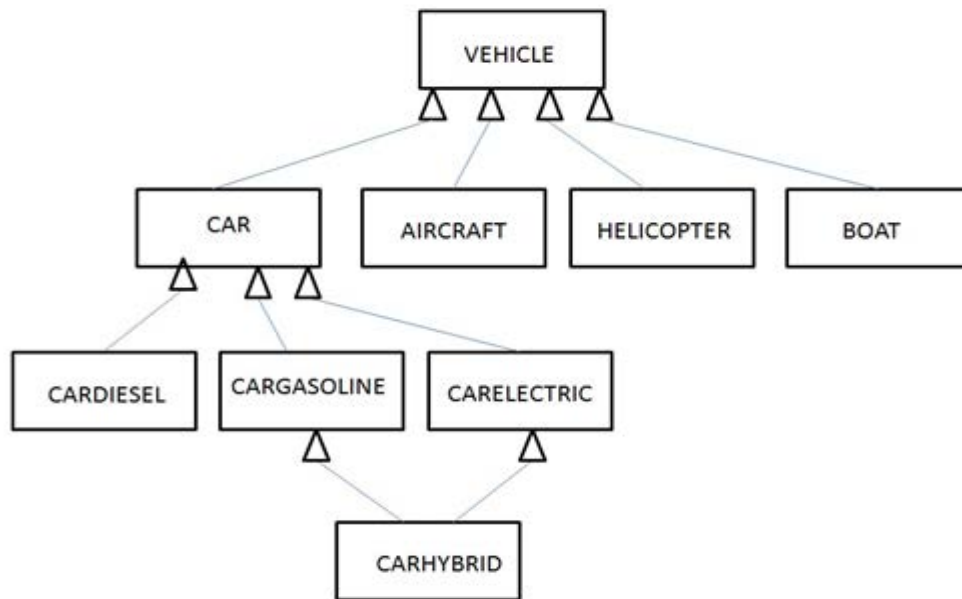 VEHICLE
CAR
AIRCRAFT
HELICOPTER
BOAT
CARDIESEL
CARGASOLINE
CARELECTRIC
CARHYBRID